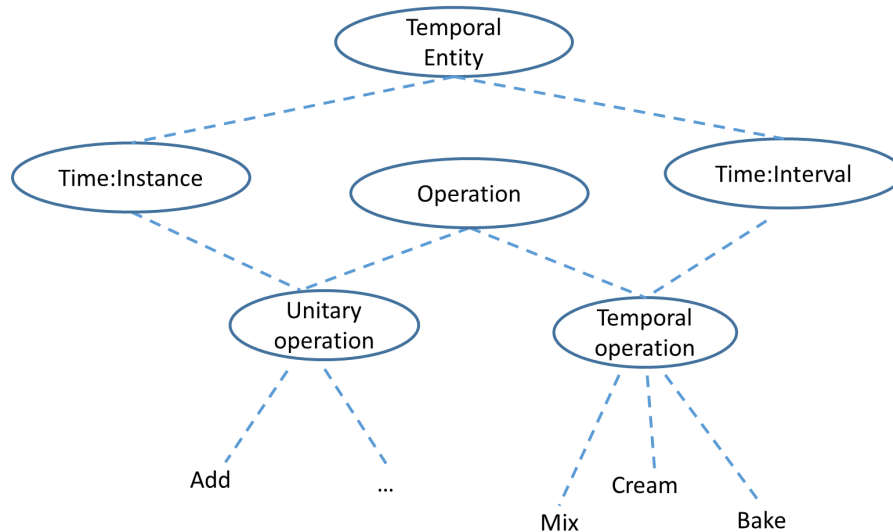 Temporal
Entity
Time:Instance
Operation
Time:Interval
Unitary
operation
Temporal
operation
Add
...
Cream
Mix
Bake